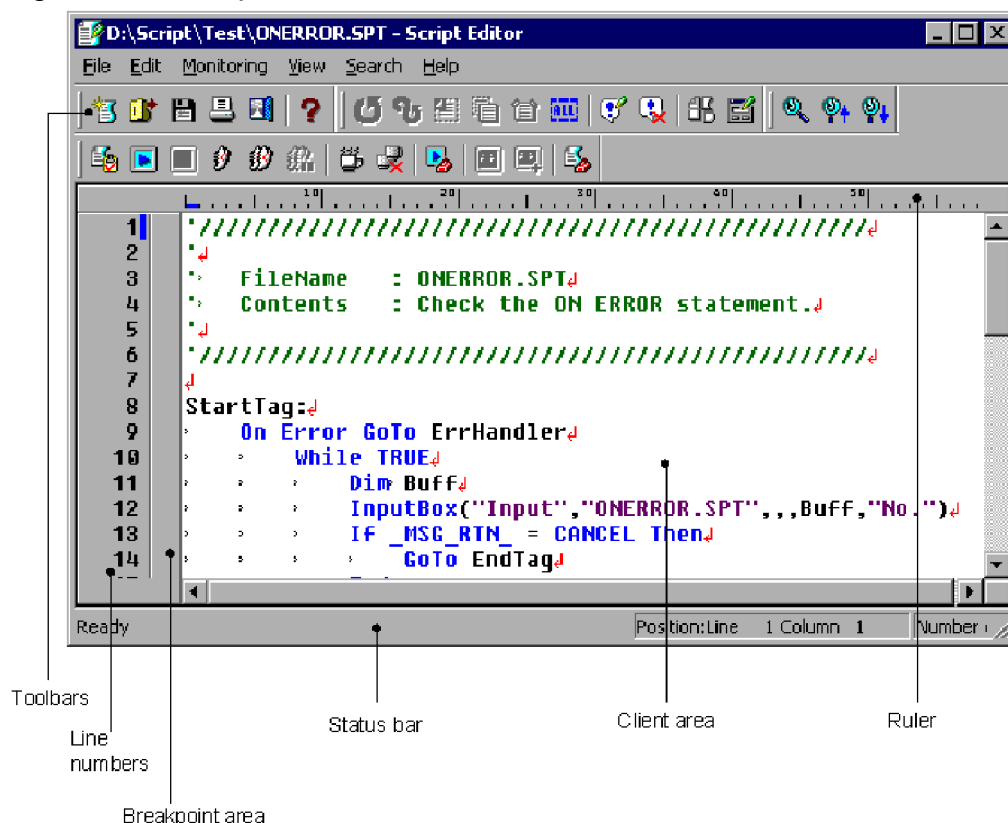 D:\Script\Test\ONERROR.SPT - Script Editor
File Edit Monitoring View Search Help
ALL
10 20 30 40 50
1 '/////////////////////////////////////////////////
2 '
3 ' FileName : ONERROR.SPT
4 ' Contents : Check the ON ERROR statement.
5 '
6 '/////////////////////////////////////////////////
7
8 StartTag:
9 On Error GoTo ErrHandler
10 While TRUE
11 Dim Buff
12 InputBox("Input","ONERROR.SPT",,,Buff,"No.")
13 If _MSG_RTN_ = CANCEL Then
14 GoTo EndTag
Ready Position:Line 1 Column 1 Number
Toolbars
Line numbers
Breakpoint area
Status bar
Client area
Ruler